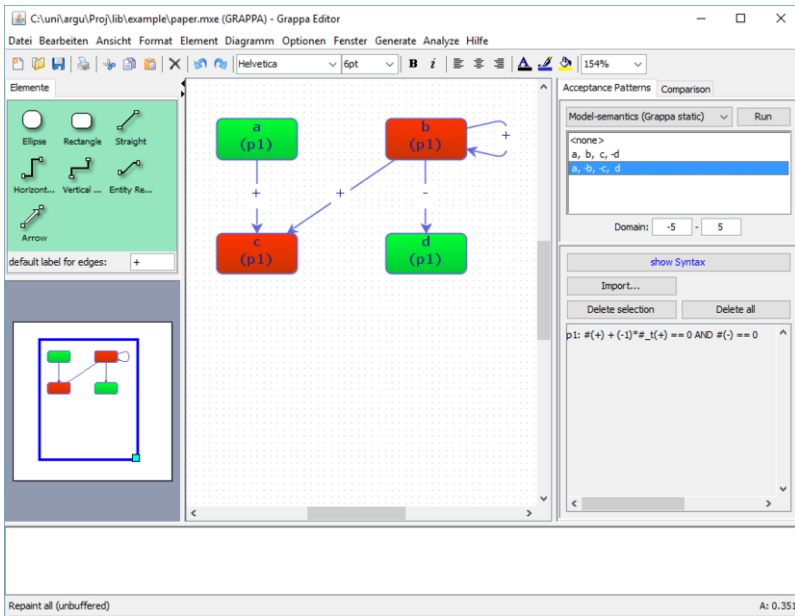 C:\uni\argu\Proj\lib\example\paper.mxe (GRAPPA) - Grappa Editor
Datei Bearbeiten Ansicht Format Element Diagramm Optionen Fenster Generate Analyze Hilfe
Helvetica 6pt B i A 154%
Elemente
Ellipse Rectangle Straight
Horizont... Vertical ... Entity Re...
Arrow
default label for edges: +
a
(p1)
b
(p1)
+
+ + -
c
(p1)
d
(p1)
Acceptance Patterns Comparison
Model-semantics (Grappa static) Run
<none>
a, b, c, -d
a, -b, -c, d
Domain: -5 - 5
show Syntax
Import...
Delete selection Delete all
p1: #(+) + (-1)*#_t(+) == 0 AND #(-) == 0
Repaint all (unbuffered) A: 0.351